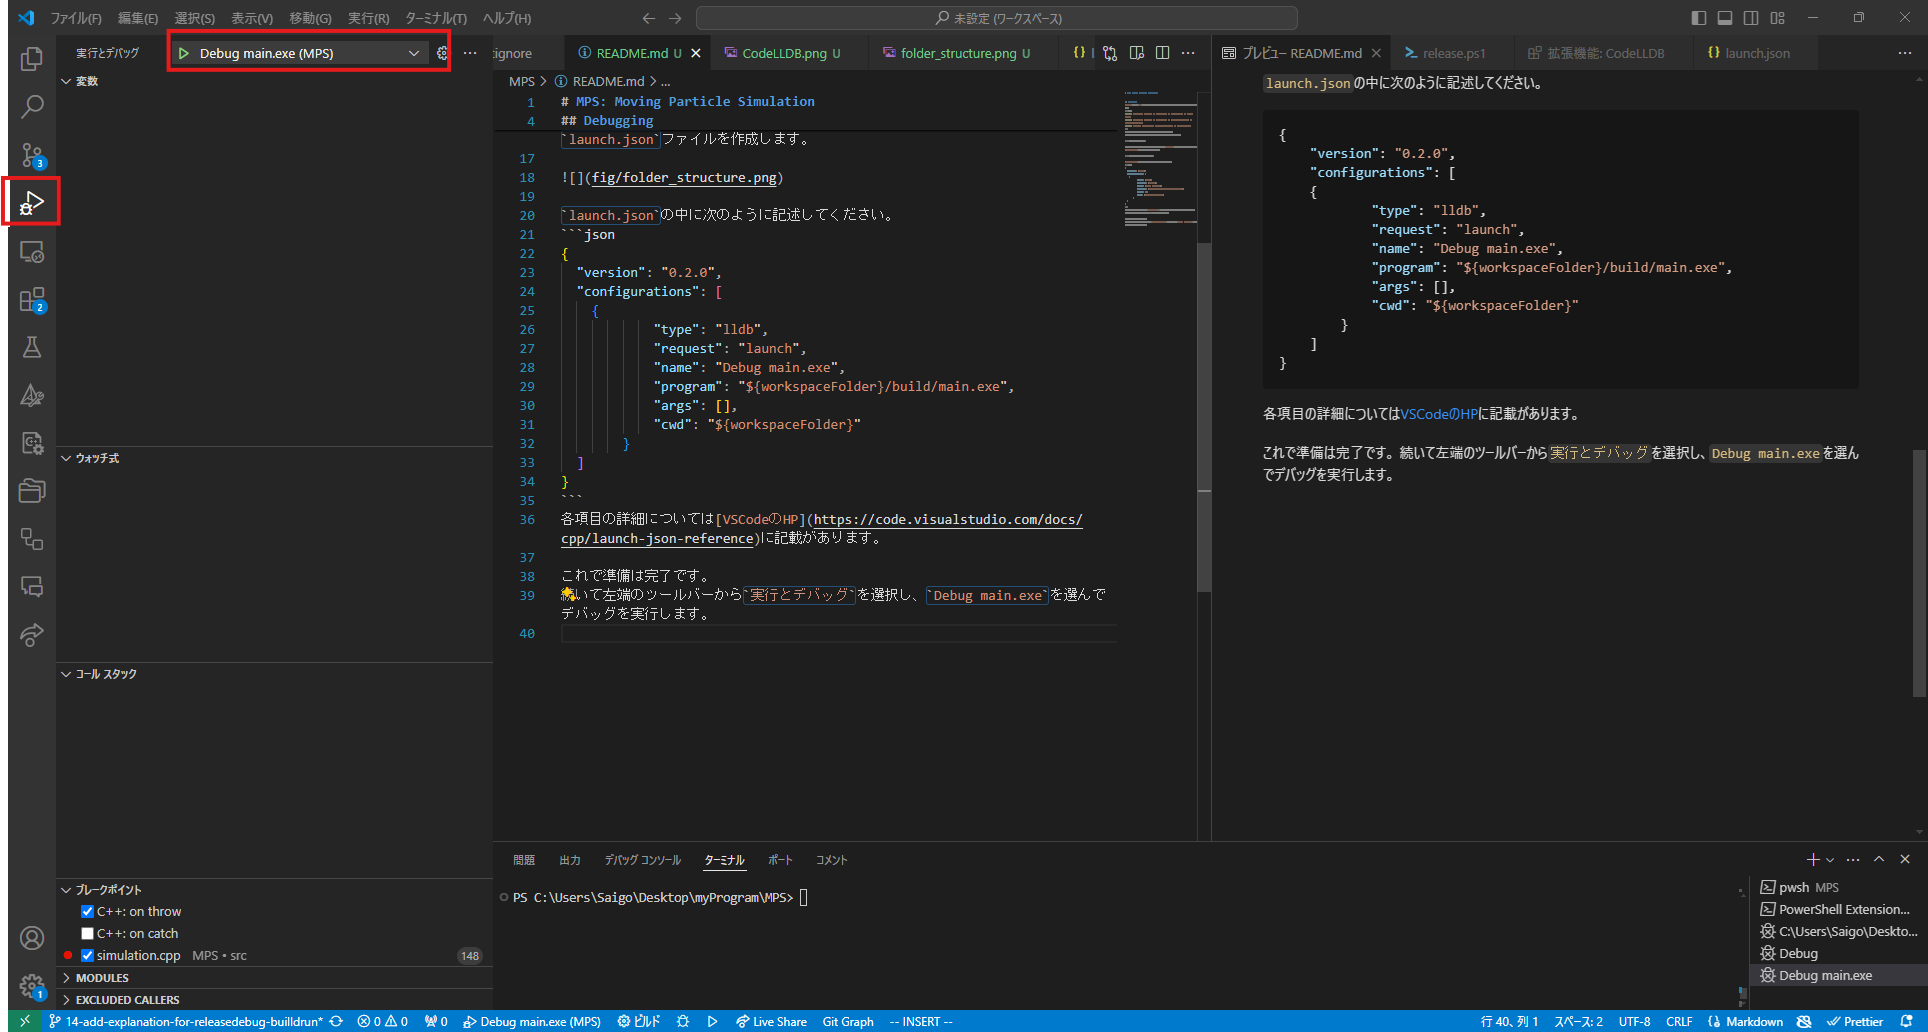 ファイル(F) 編集(E) 選択(S) 表示(V) 移動(G) 実行(R) ターミナル(T) ヘルプ(H)
未設定 (ワークスペース)
実行とデバッグ
Debug main.exe (MPS)
変数
ウォッチ式
コール スタック
ブレークポイント
C++: on throw
C++: on catch
simulation.cpp MPS • src 148
MODULES
EXCLUDED CALLERS
3
2
1
tignore README.md U CodeLLDB.png U folder_structure.png U
MPS > README.md > ...
1 # MPS: Moving Particle Simulation
4 ## Debugging
`launch.json`ファイルを作成します。
17
18 ![](fig/folder_structure.png)
19
20 `launch.json`の中に次のように記述してください。
21 ```json
22 {
23 "version": "0.2.0",
24 "configurations": [
25 {
26 "type": "lldb",
27 "request": "launch",
28 "name": "Debug main.exe",
29 "program": "${workspaceFolder}/build/main.exe",
30 "args": [],
31 "cwd": "${workspaceFolder}"
32 }
33 ]
34 }
35 ```
36 各項目の詳細については[VSCodeのHP](https://code.visualstudio.com/docs/
cpp/launch-json-reference)に記載があります。
37
38 これで準備は完了です。
39 いて左端のツールバーから`実行とデバッグ`を選択し、`Debug main.exe`を選んで
デバッグを実行します。
40
プレビュー README.md release.ps1 拡張機能: CodeLLDB launch.json
launch.jsonの中に次のように記述してください。
{
"version": "0.2.0",
"configurations": [
{
"type": "lldb",
"request": "launch",
"name": "Debug main.exe",
"program": "${workspaceFolder}/build/main.exe",
"args": [],
"cwd": "${workspaceFolder}"
}
]
}
各項目の詳細についてはVSCodeのHPに記載があります。
これで準備は完了です。続いて左端のツールバーから実行とデバッグを選択し、Debug main.exeを選ん
でデバッグを実行します。
問題 出力 デバッグ コンソール ターミナル ポート コメント
PS C:\Users\Saigo\Desktop\myProgram\MPS>
pwsh MPS
PowerShell Extension...
C:\Users\Saigo\Deskto...
Debug
Debug main.exe
14-add-explanation-for-releasedebug-builldrun* 0 0 0 Debug main.exe (MPS) ビルド Live Share Git Graph -- INSERT -- 行 40、列 1 スペース: 2 UTF-8 CRLF Markdown Prettier